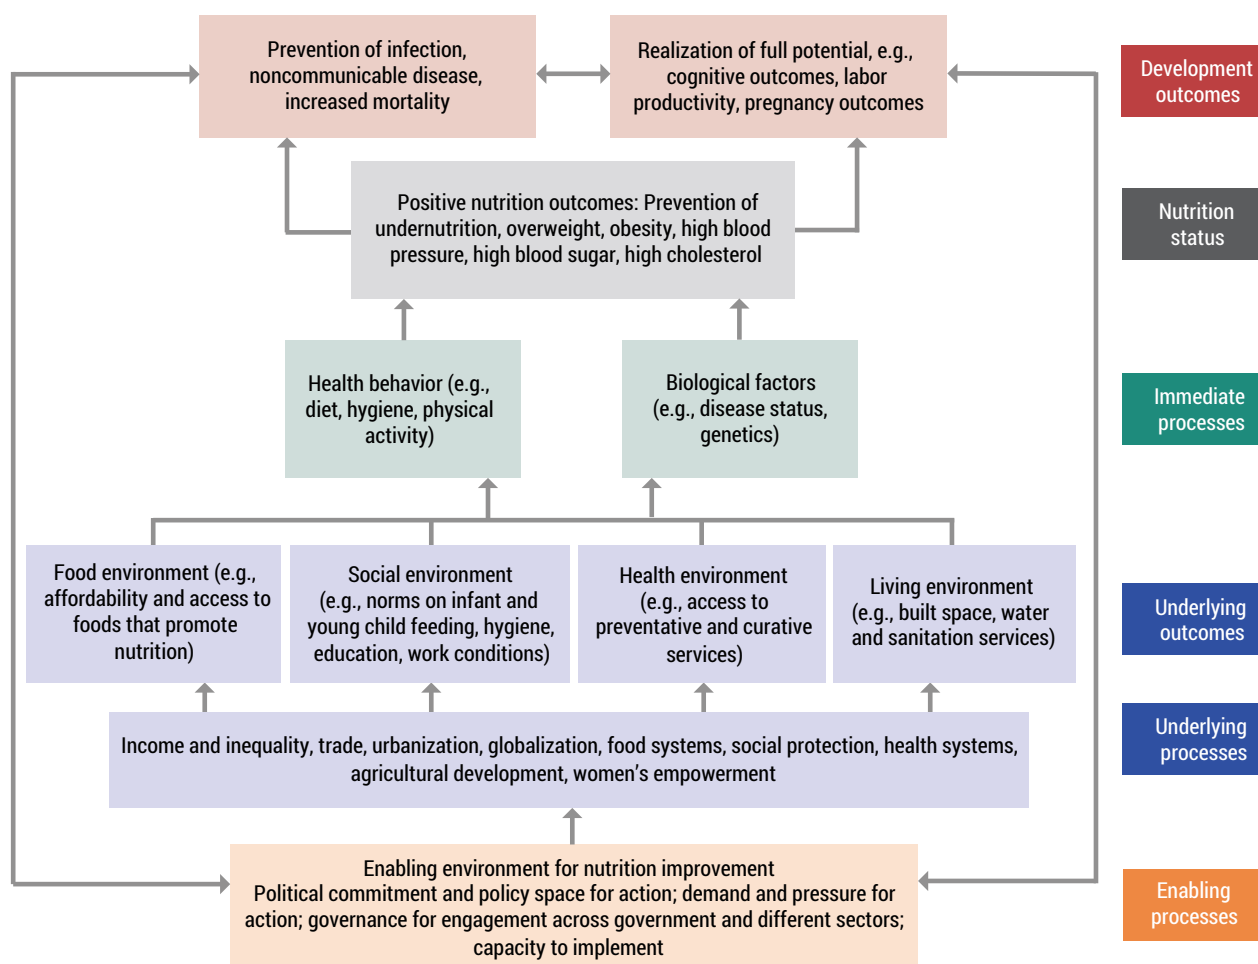 Prevention of infection,
noncommunicable disease,
increased mortality
Realization of full potential, e.g.,
cognitive outcomes, labor
productivity, pregnancy outcomes
Development
outcomes
Positive nutrition outcomes: Prevention of
undernutrition, overweight, obesity, high blood
pressure, high blood sugar, high cholesterol
Nutrition
status
Health behavior (e.g.,
diet, hygiene, physical
activity)
Biological factors
(e.g., disease status,
genetics)
Immediate
processes
Food environment (e.g.,
affordability and access to
foods that promote
nutrition)
Social environment
(e.g., norms on infant and
young child feeding, hygiene,
education, work conditions)
Health environment
(e.g., access to
preventative and curative
services)
Living environment
(e.g., built space, water
and sanitation services)
Underlying
outcomes
Income and inequality, trade, urbanization, globalization, food systems, social protection, health systems,
agricultural development, women's empowerment
Underlying
processes
Enabling environment for nutrition improvement
Political commitment and policy space for action; demand and pressure for
action; governance for engagement across government and different sectors;
capacity to implement
Enabling
processes